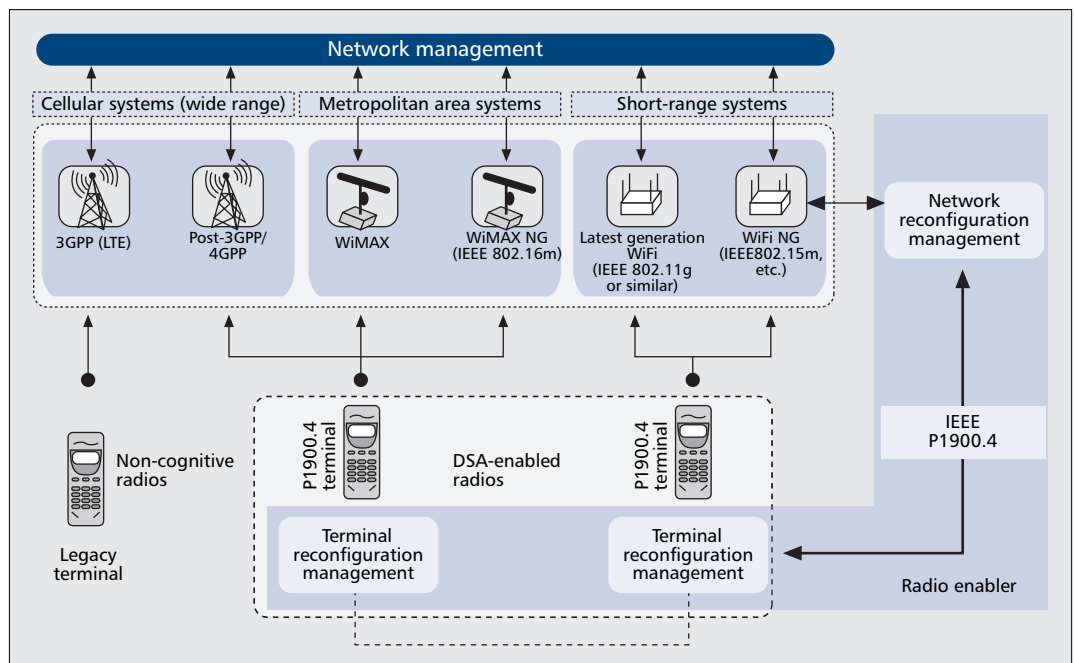 Network management
Cellular systems (wide range)
Metropolitan area systems
Short-range systems
3GPP (LTE)
Post-3GPP/
4GPP
WiMAX
WiMAX NG
(IEEE 802.16m)
Latest generation
WiFi
(IEEE 802.11g
or similar)
WiFi NG
(IEEE802.15m,
etc.)
Network
reconfiguration
management
IEEE
P1900.4
Non-cognitive
radios
Legacy
terminal
P1900.4
terminal
DSA-enabled
radios
P1900.4
terminal
Terminal
reconfiguration
management
Terminal
reconfiguration
management
Radio enabler